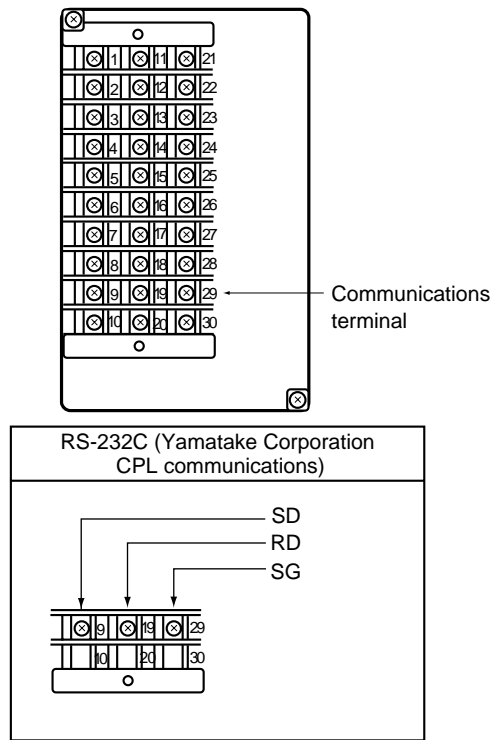 1 11 21
2 12 22
3 13 23
4 14 24
5 15 25
6 16 26
7 17 27
8 18 28
9 19 29
10 20 30
Communications
terminal
RS-232C (Yamatake Corporation
CPL communications)
SD
RD
SG
9 19 29
10 20 30